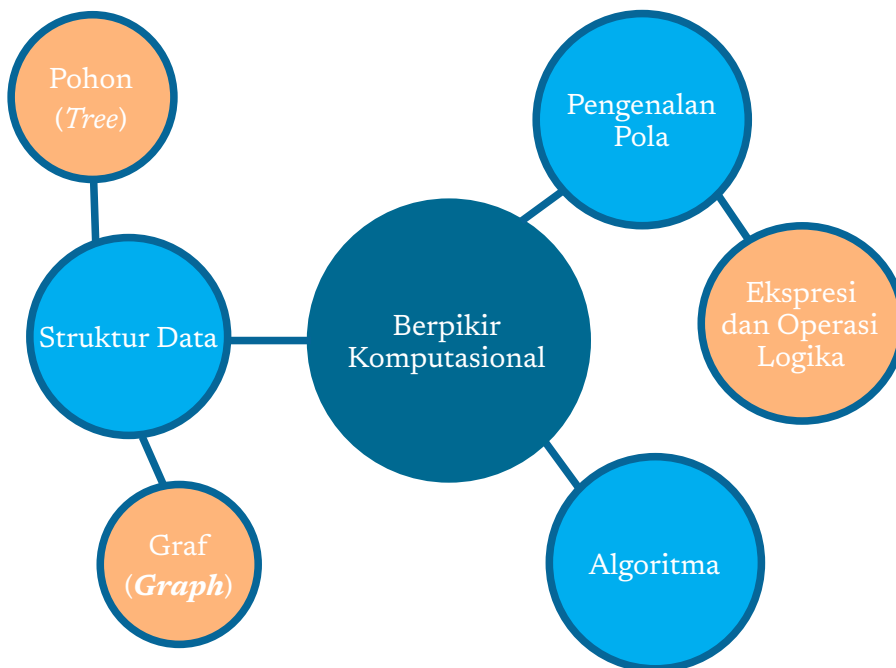 Pohon
(Tree)
Pengenalan
Pola
Struktur Data
Berpikir
Komputasional
Ekspresi
dan Operasi
Logika
Graf
(Graph)
Algoritma